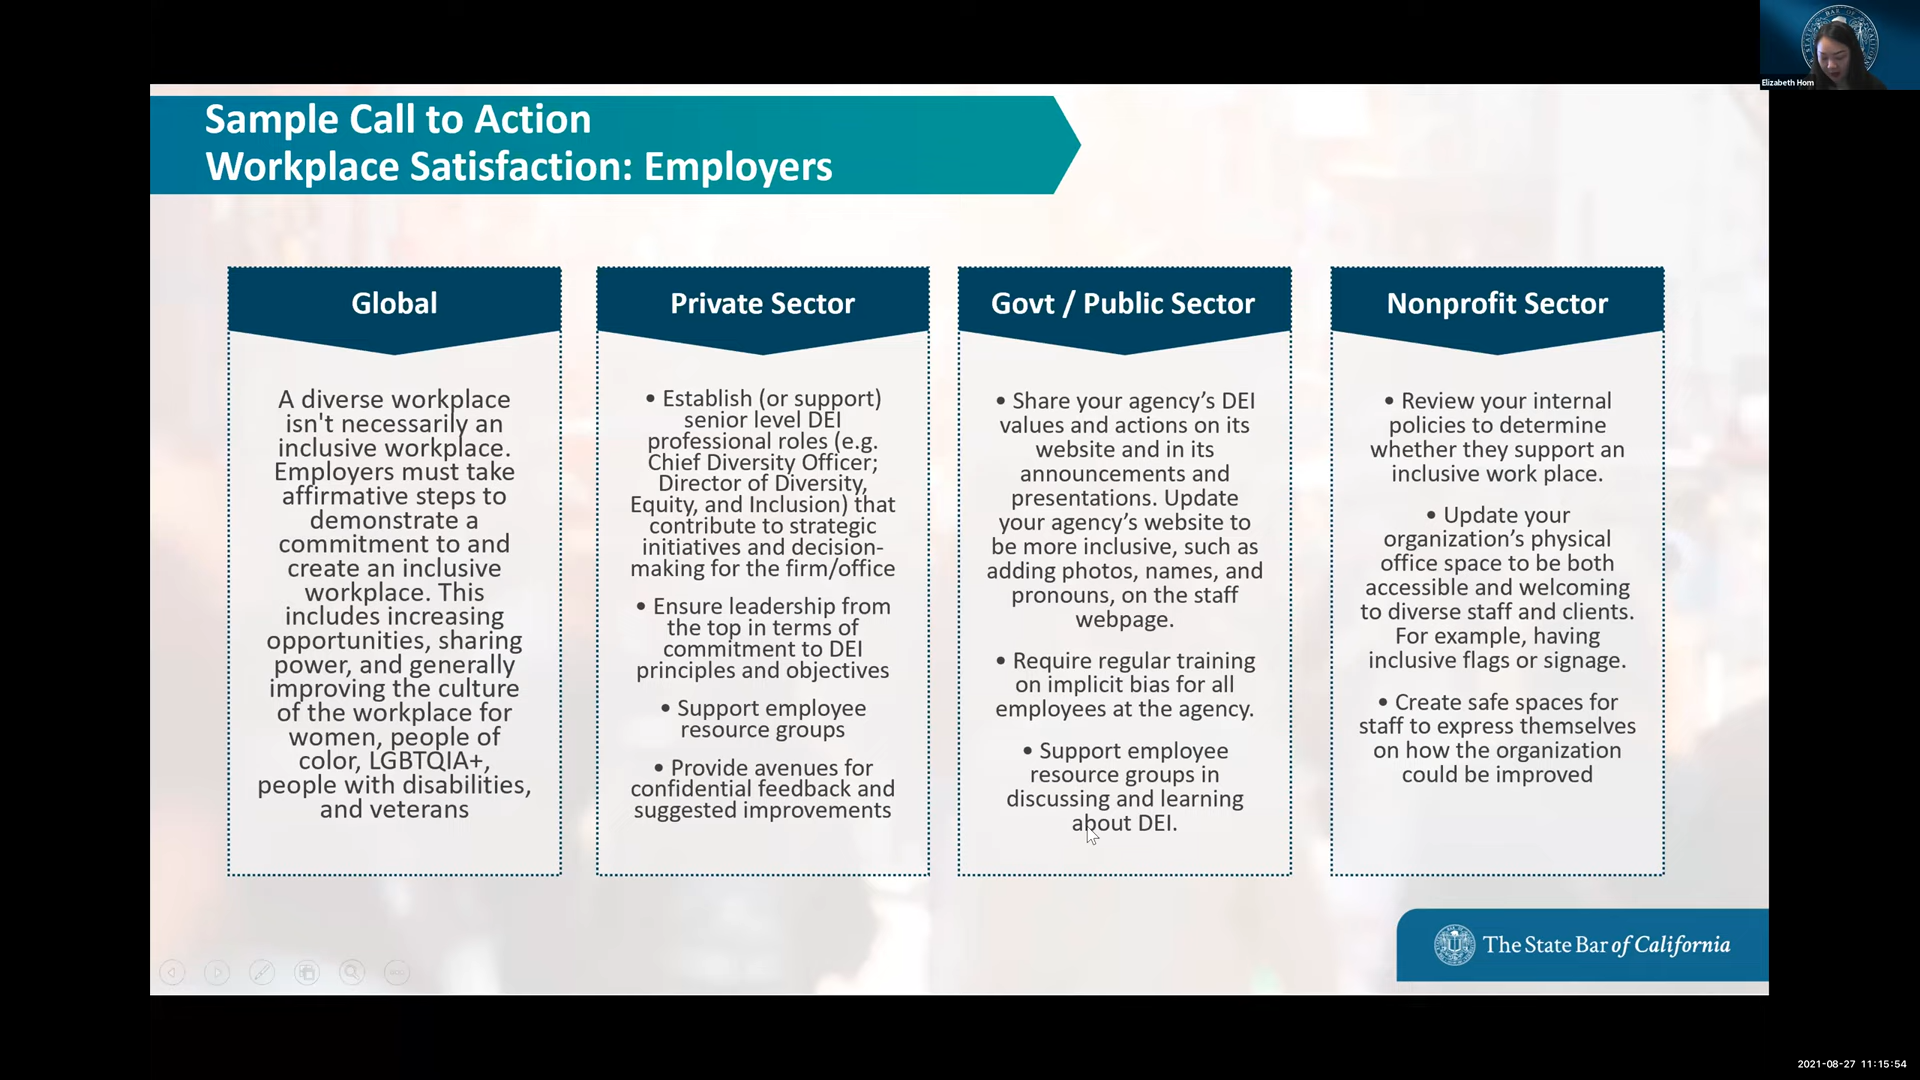 Elizabeth Hom
Sample Call to Action
Workplace Satisfaction: Employers
Global
A diverse workplace
isn't necessarily an
inclusive workplace.
Employers must take
affirmative steps to
demonstrate a
commitment to and
create an inclusive
workplace. This
includes increasing
opportunities, sharing
power, and generally
improving the culture
of the workplace for
women, people of
color, LGBTQIA+,
people with disabilities,
and veterans
Private Sector
• Establish (or support)
senior level DEI
professional roles (e.g.
Chief Diversity Officer;
Director of Diversity,
Equity, and Inclusion) that
contribute to strategic
initiatives and decision-
making for the firm/office
• Ensure leadership from
the top in terms of
commitment to DEI
principles and objectives
• Support employee
resource groups
• Provide avenues for
confidential feedback and
suggested improvements
Govt / Public Sector
• Share your agency’s DEI
values and actions on its
website and in its
announcements and
presentations. Update
your agency’s website to
be more inclusive, such as
adding photos, names, and
pronouns, on the staff
webpage.
• Require regular training
on implicit bias for all
employees at the agency.
• Support employee
resource groups in
discussing and learning
about DEI.
Nonprofit Sector
• Review your internal
policies to determine
whether they support an
inclusive work place.
• Update your
organization’s physical
office space to be both
accessible and welcoming
to diverse staff and clients.
For example, having
inclusive flags or signage.
• Create safe spaces for
staff to express themselves
on how the organization
could be improved
The State Bar of California
2021-08-27 11:15:54